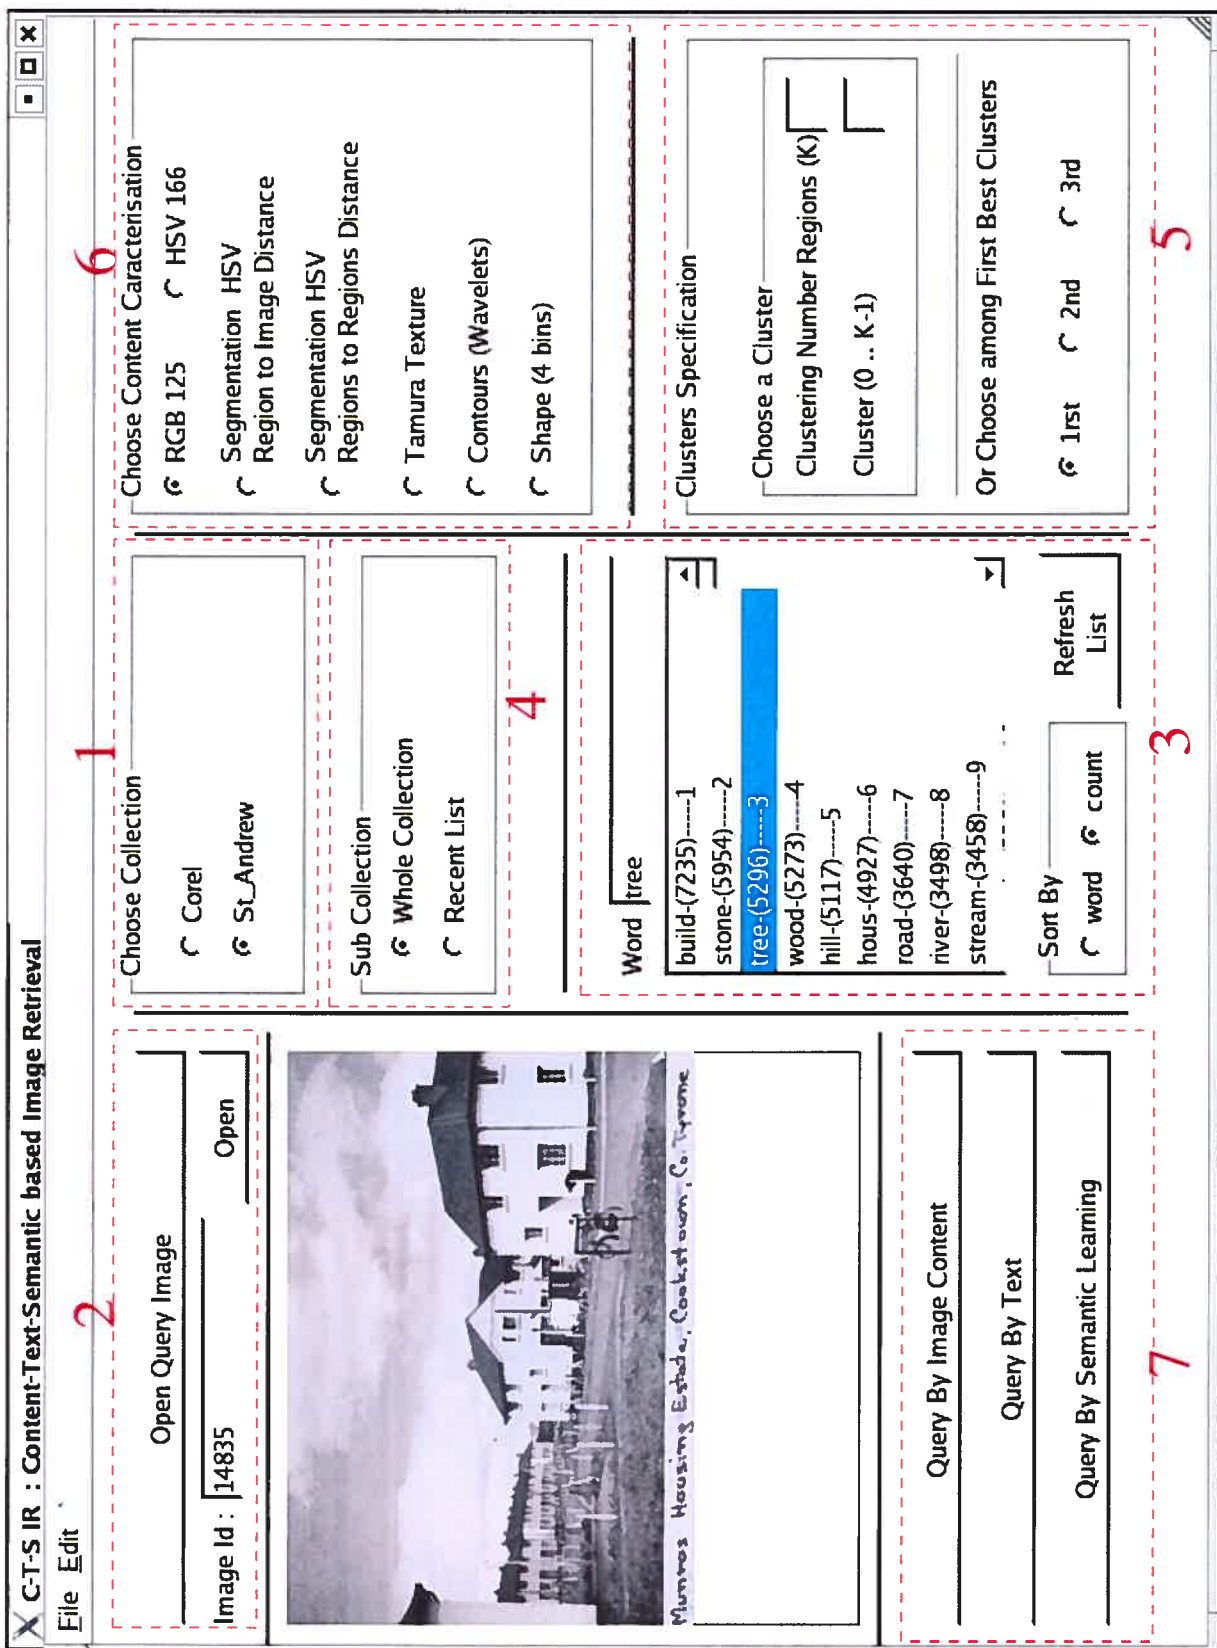 C-T-S IR : Content-Text-Semantic based Image Retrieval
File Edit
2
Open Query Image
Image Id : 14835 Open
Munros Housing Estate, Cookstown, Co. Tyrone
Query By Image Content
Query By Text
Query By Semantic Learning
7
1
Choose Collection
Corel
St_Andrew
Sub Collection
Whole Collection
Recent List
4
Word tree
build-(7235)-----1
stone-(5954)-----2
tree-(5296)-----3
wood-(5273)-----4
hill-(5117)-----5
hous-(4927)-----6
road-(3640)-----7
river-(3498)-----8
stream-(3458)-----9
Sort By
word count
Refresh
List
3
6
Choose Content Caracterisation
RGB 125 HSV 166
Segmentation HSV
Region to Image Distance
Segmentation HSV
Regions to Regions Distance
Tamura Texture
Contours (Wavelets)
Shape (4 bins)
Clusters Specification
Choose a Cluster
Clustering Number Regions (K)
Cluster (0 .. K-1)
Or Choose among First Best Clusters
1rst 2nd 3rd
5